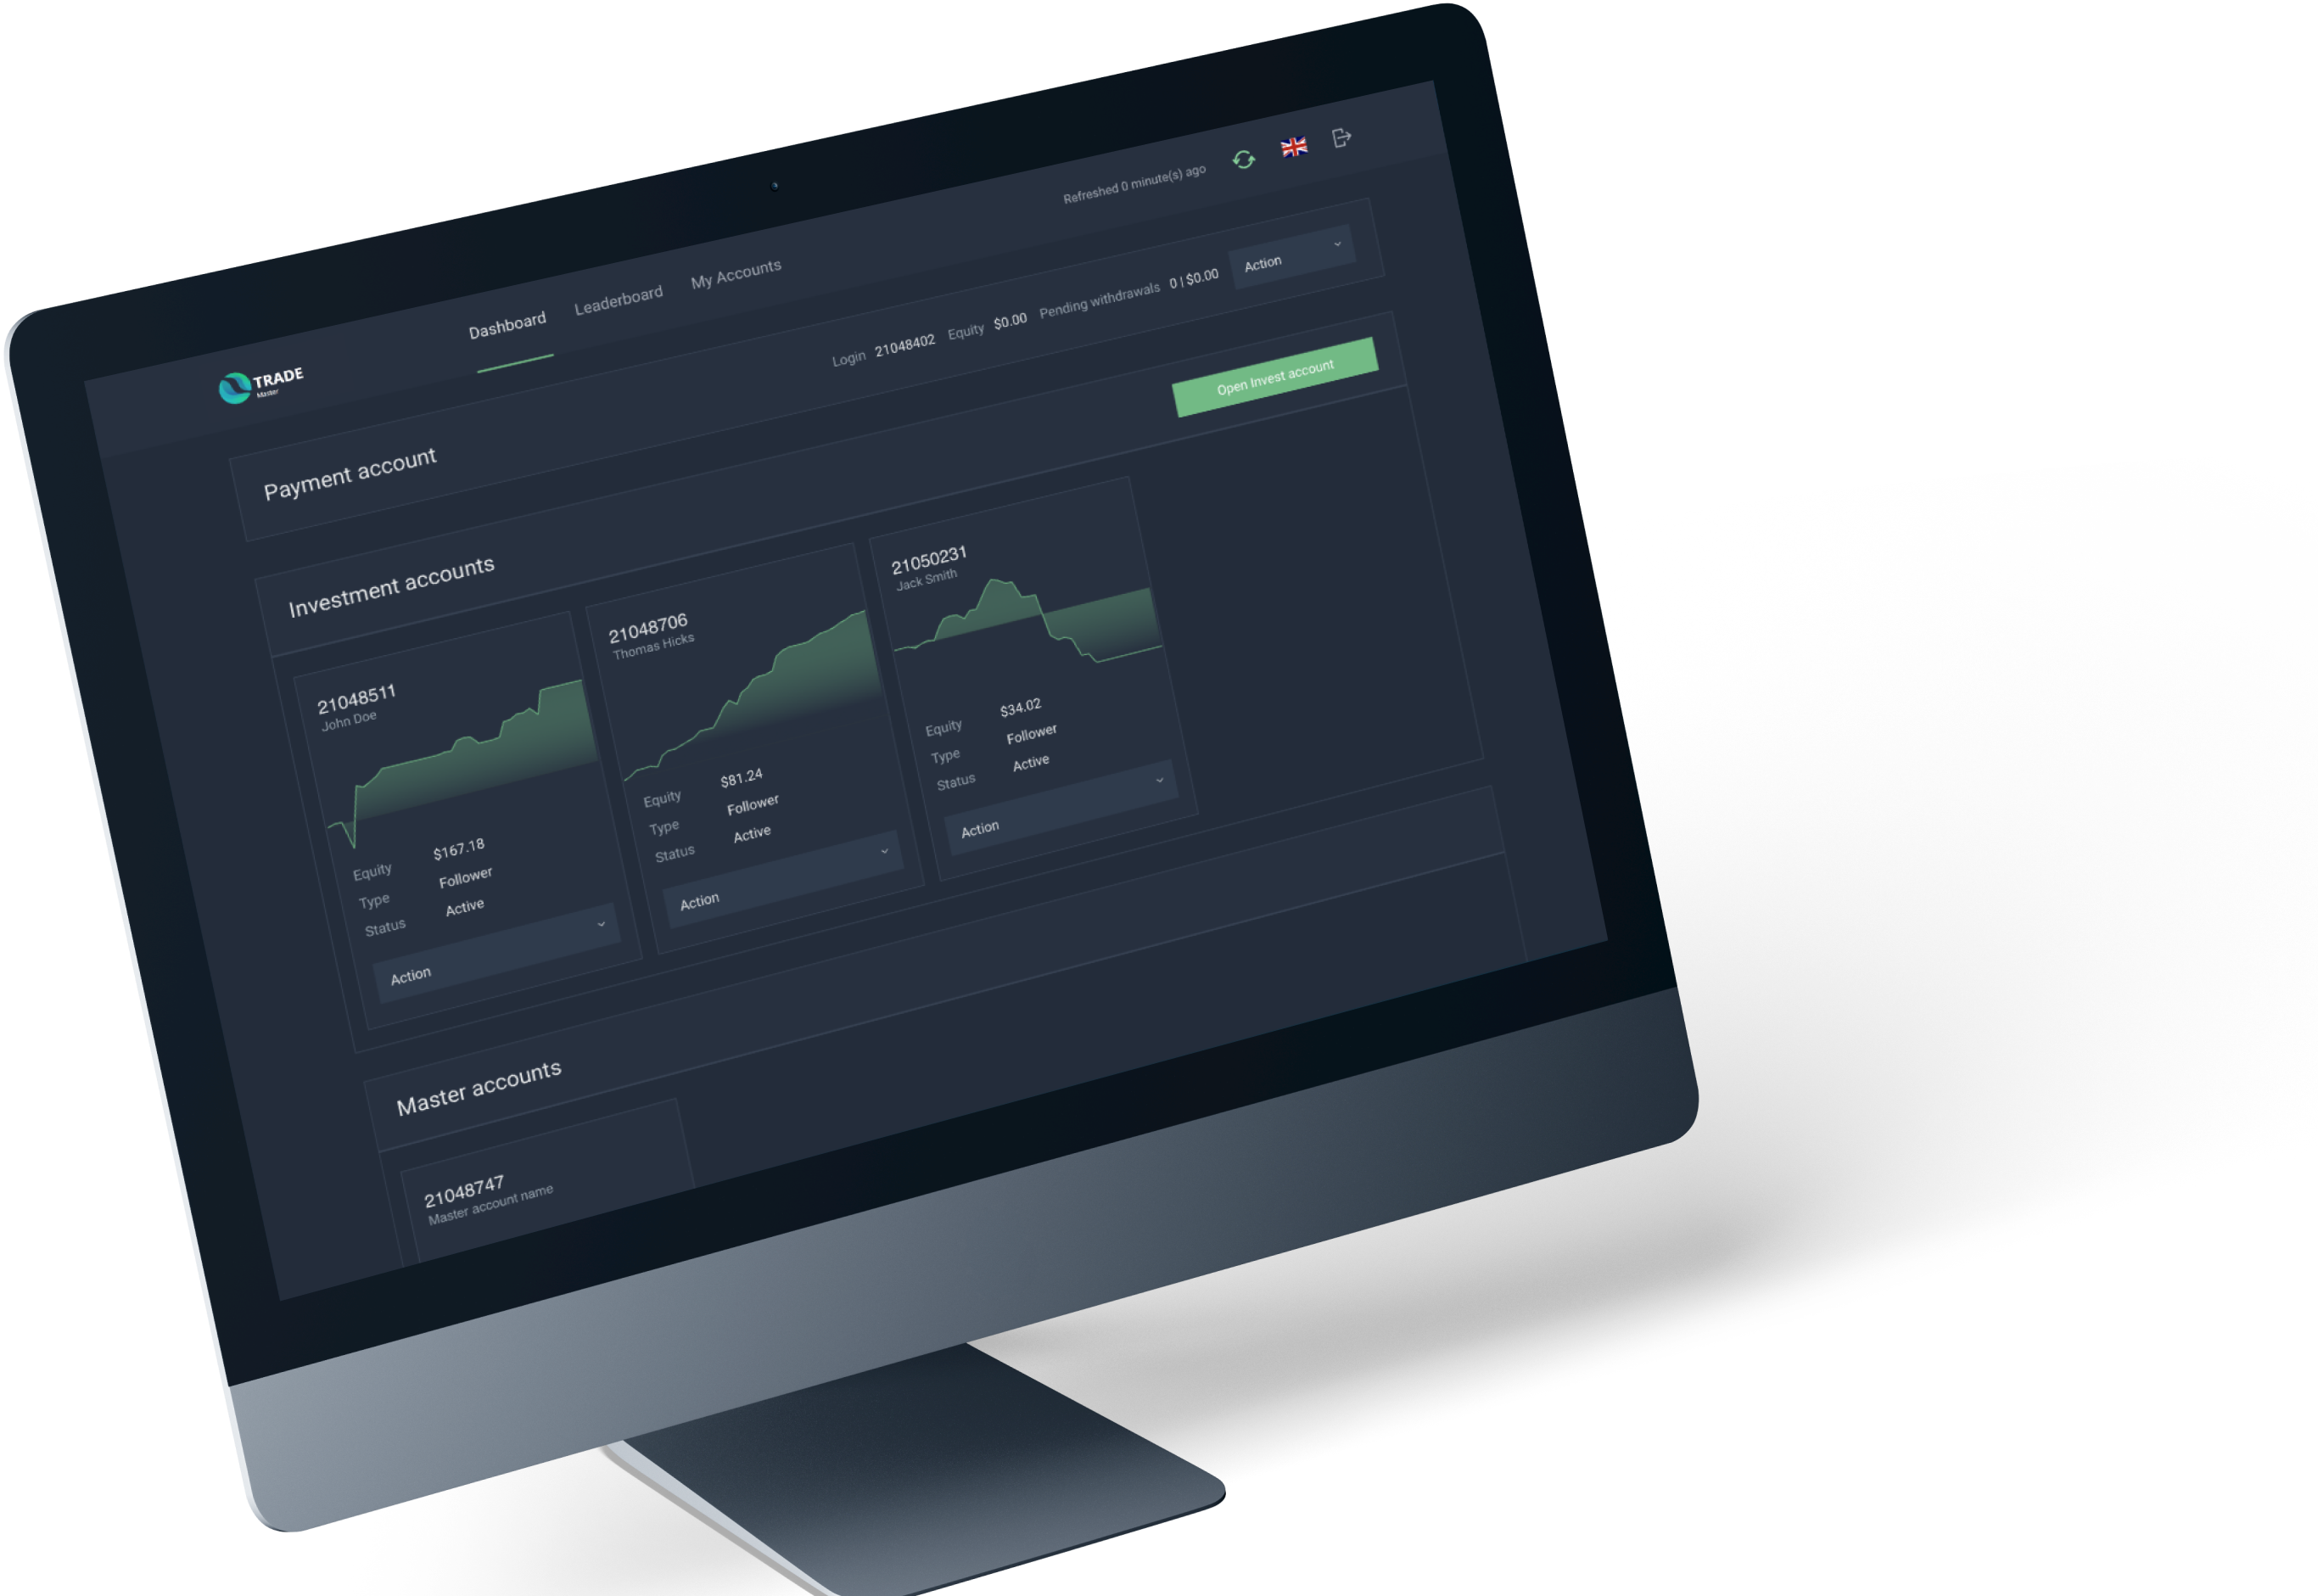 TRADE
Master
Dashboard
Leaderboard
My Accounts
Refreshed 0 minute(s) ago
Payment account
Login 21048402 Equity $0.00 Pending withdrawals 0 | $0.00
Action
Investment accounts
Open Invest account
21048511
John Doe
Equity $167.18
Type Follower
Status Active
Action
21048706
Thomas Hicks
Equity $81.24
Type Follower
Status Active
Action
21050231
Jack Smith
Equity $34.02
Type Follower
Status Active
Action
Master accounts
21048747
Master account name